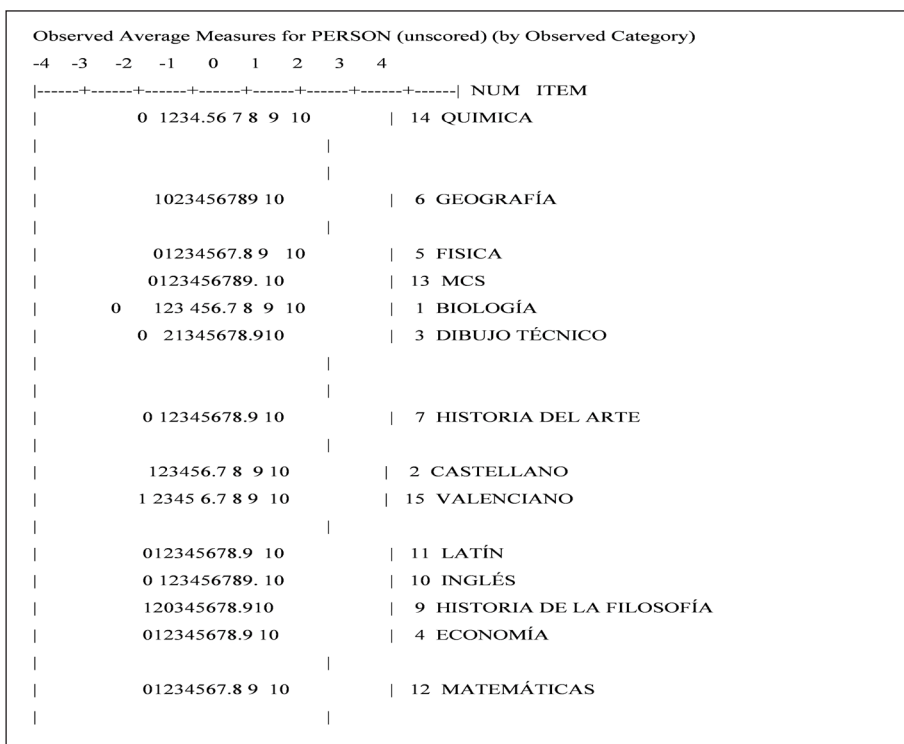 Observed Average Measures for PERSON (unscored) (by Observed Category)
-4 -3 -2 -1 0 1 2 3 4
|------+------+------+------+------+------+------+------| NUM ITEM
| 0 1234.56 7 8 9 10 | 14 QUIMICA
| |
| |
| 1023456789 10 | 6 GEOGRAFÍA
| |
| 01234567.8 9 10 | 5 FISICA
| 0123456789. 10 | 13 MCS
| 0 123 456.7 8 9 10 | 1 BIOLOGÍA
| 0 21345678.910 | 3 DIBUJO TÉCNICO
| |
| |
| 0 12345678.9 10 | 7 HISTORIA DEL ARTE
| |
| 123456.7 8 9 10 | 2 CASTELLANO
| 1 2345 6.7 8 9 10 | 15 VALENCIANO
| |
| 012345678.9 10 | 11 LATÍN
| 0 123456789. 10 | 10 INGLÉS
| 120345678.910 | 9 HISTORIA DE LA FILOSOFÍA
| 012345678.9 10 | 4 ECONOMÍA
| |
| 01234567.8 9 10 | 12 MATEMÁTICAS
| |